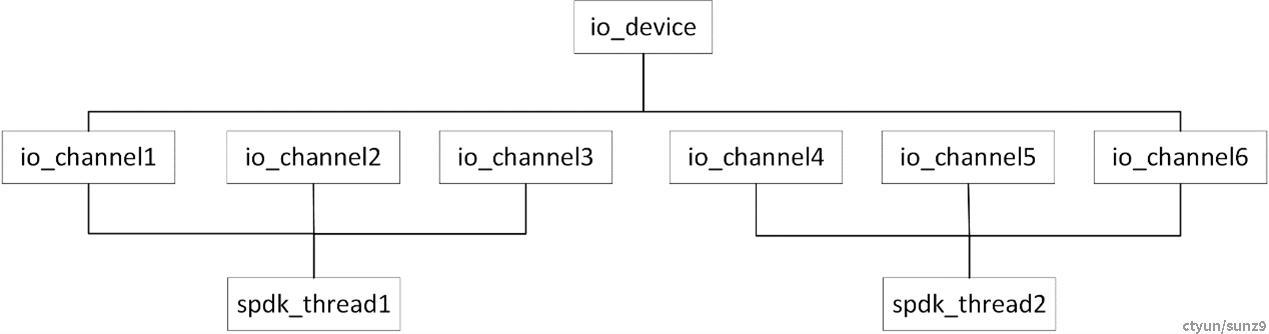 io_device
io_channel1
io_channel2
io_channel3
io_channel4
io_channel5
io_channel6
spdk_thread1
spdk_thread2
ctyun/sunz9